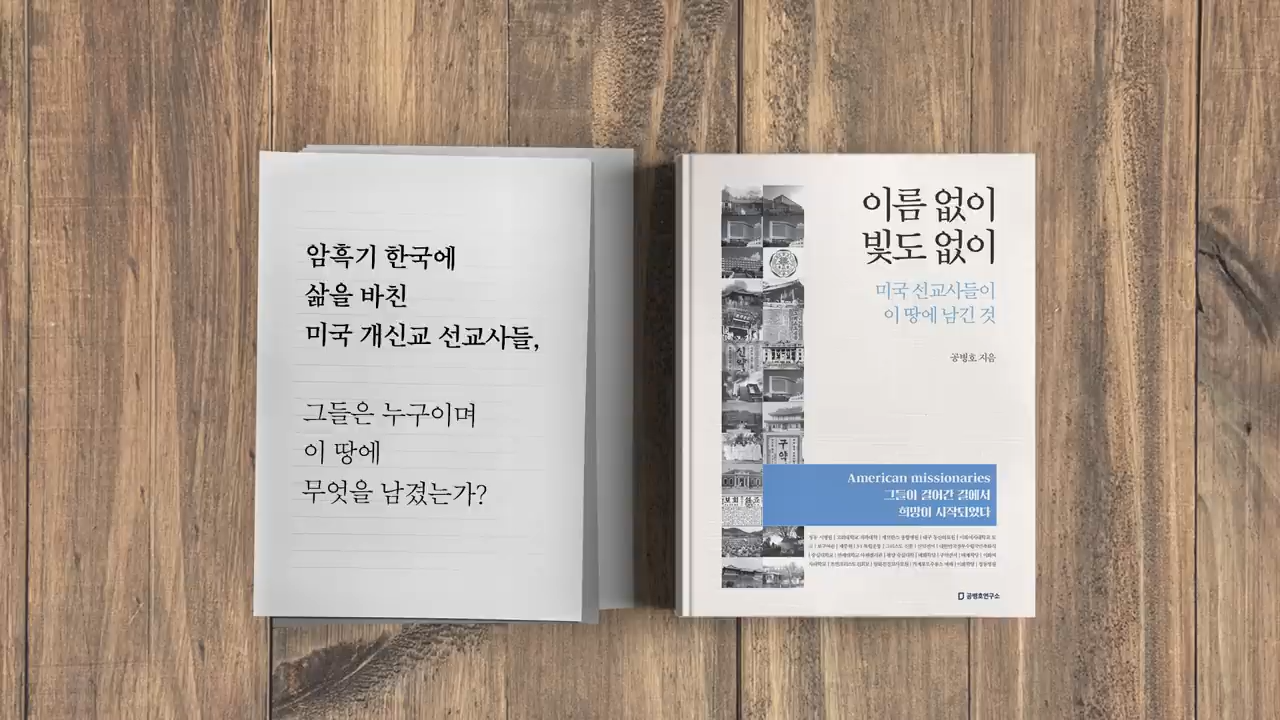 암흑기 한국에
삶을 바친
미국 개신교 선교사들,
그들은 누구이며
이 땅에
무엇을 남겼는가?
이름 없이
빛도 없이
미국 선교사들이
이 땅에 남긴 것
공병호 지음
신약
구약
American missionaries
그들이 걸어간 길에서
희망이 시작되었다
공병호연구소